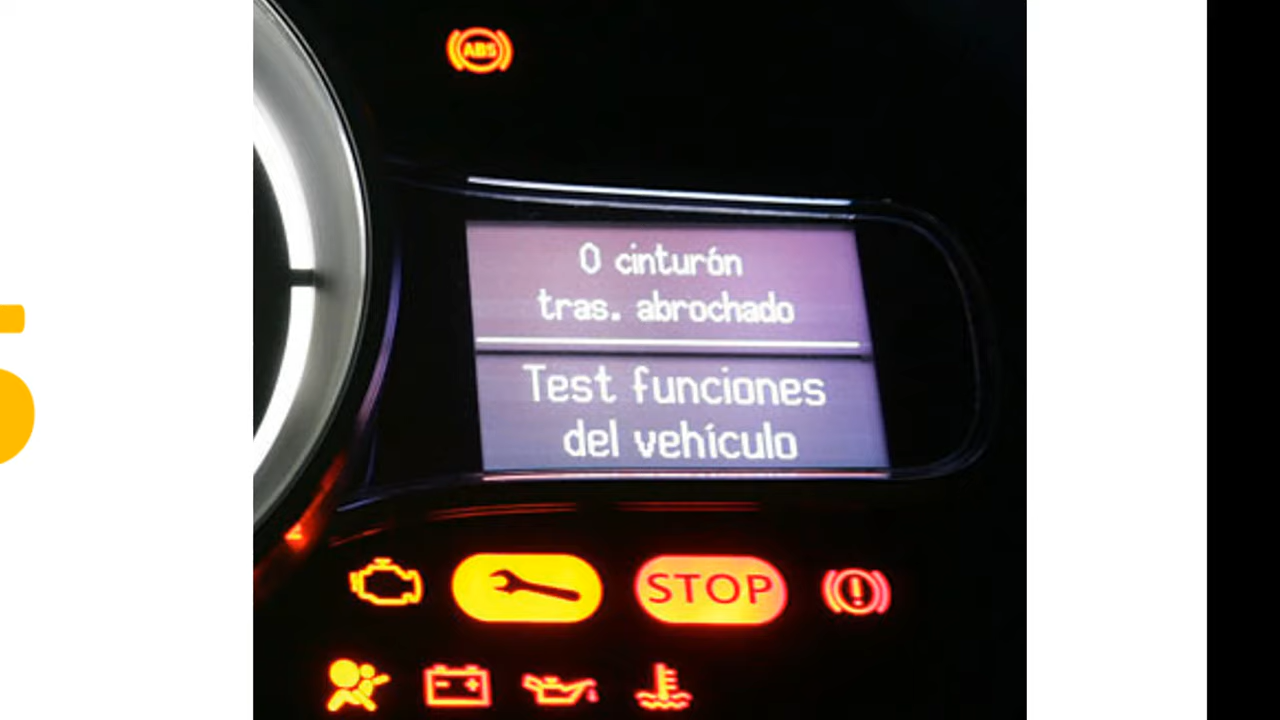 ABS
0 cinturón
tras. abrochado
Test funciones
del vehículo
STOP